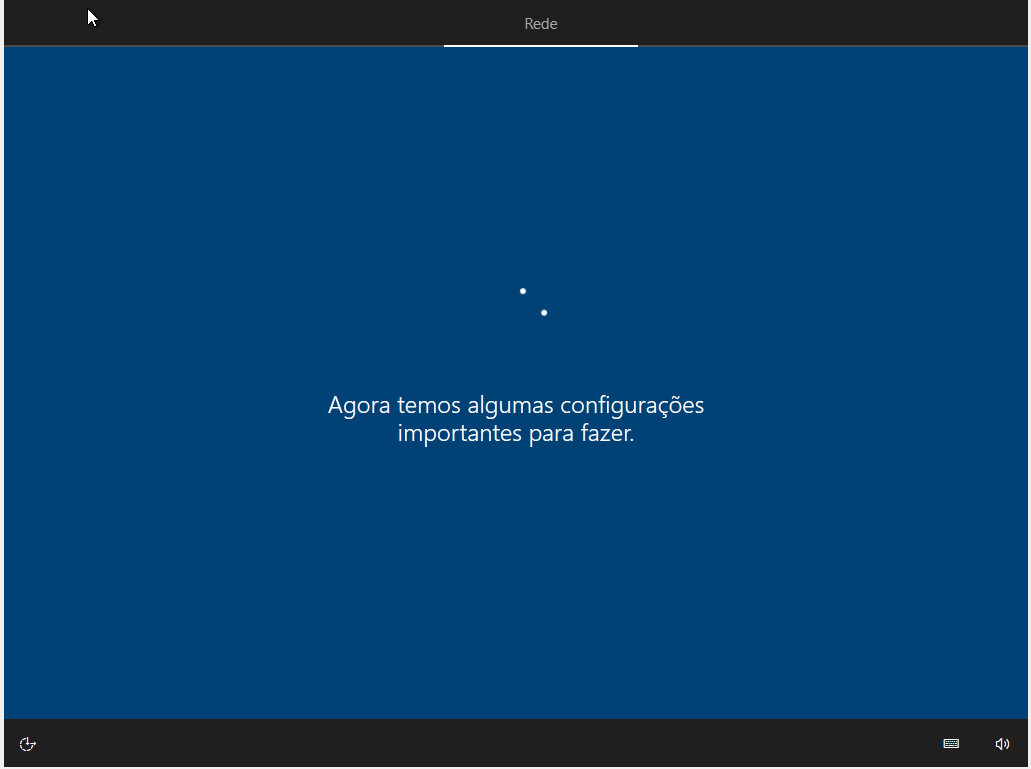 Rede
Agora temos algumas configurações
importantes para fazer.